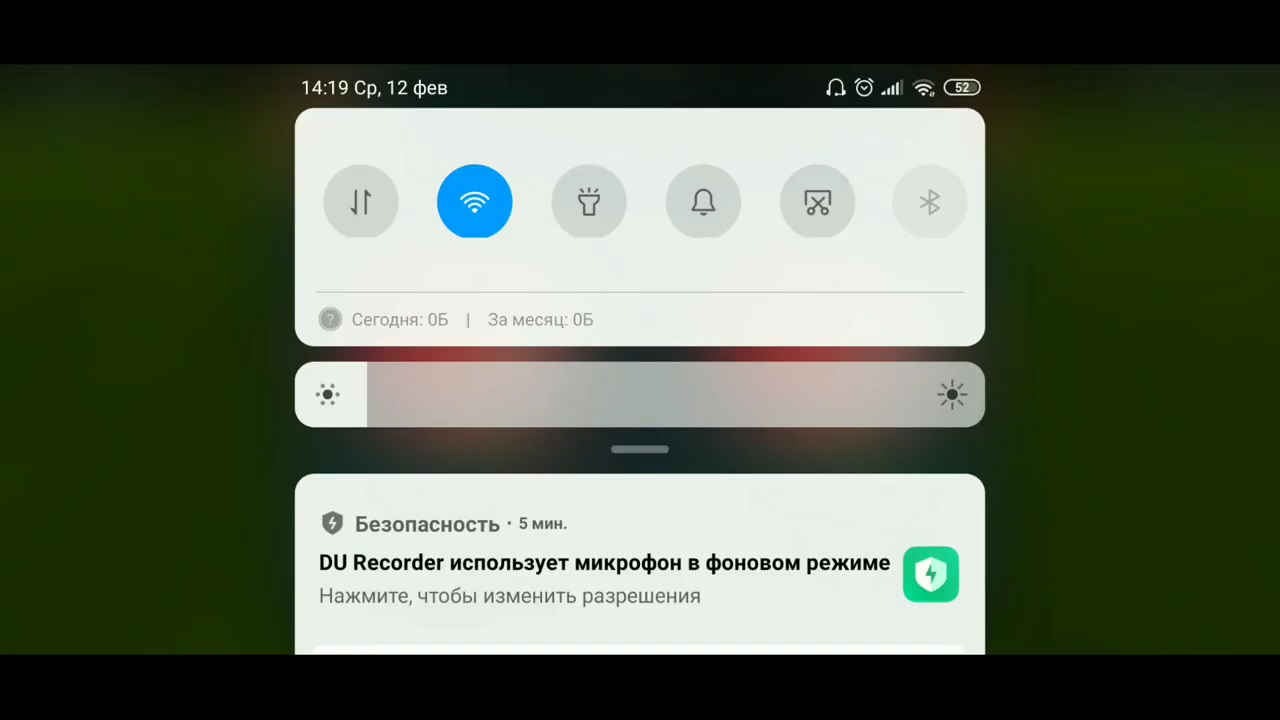 14:19 Ср, 12 фев
52
Сегодня: 0Б | За месяц: 0Б
Безопасность · 5 мин.
DU Recorder использует микрофон в фоновом режиме
Нажмите, чтобы изменить разрешения